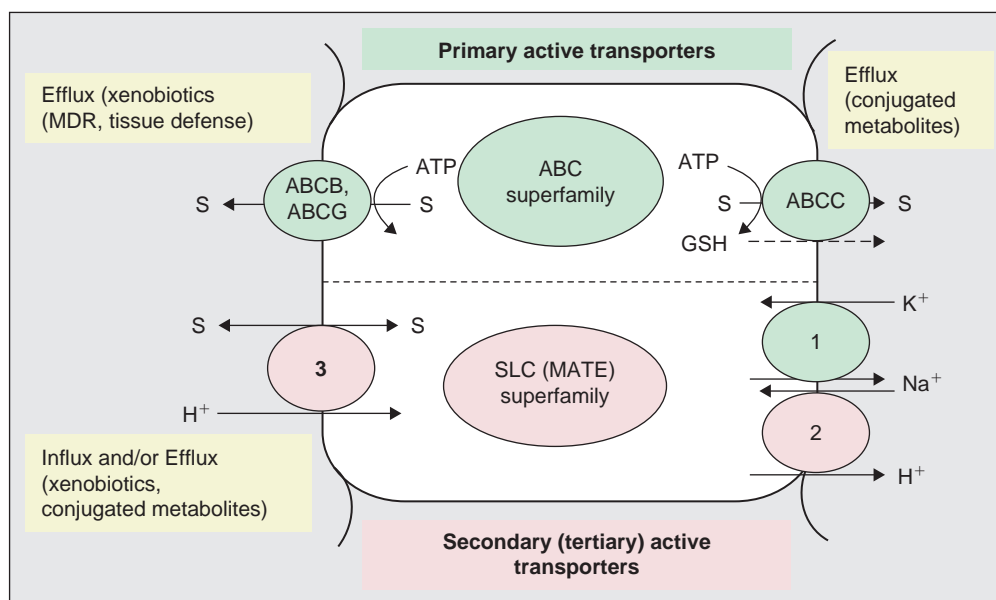 Primary active transporters
Efflux (xenobiotics
(MDR, tissue defense)
Efflux
(conjugated
metabolites)
ABCB,
ABCG
S
ATP
S
ABC
superfamily
ATP
S
GSH
ABCC
S
S
S
3
H+
SLC (MATE)
superfamily
K+
1
Na+
2
H+
Influx and/or Efflux
(xenobiotics,
conjugated metabolites)
Secondary (tertiary) active
transporters